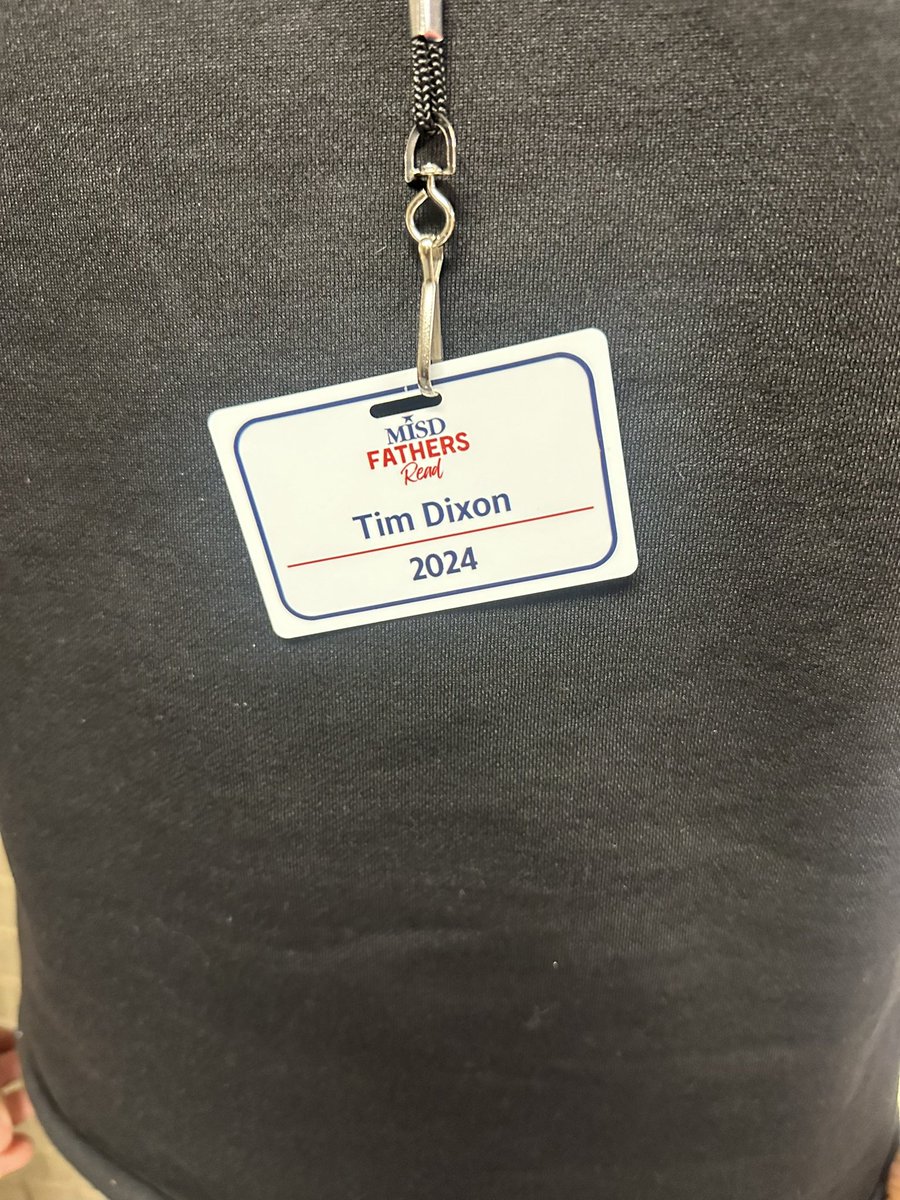 MISD
FATHERS
Read
Tim Dixon
2024